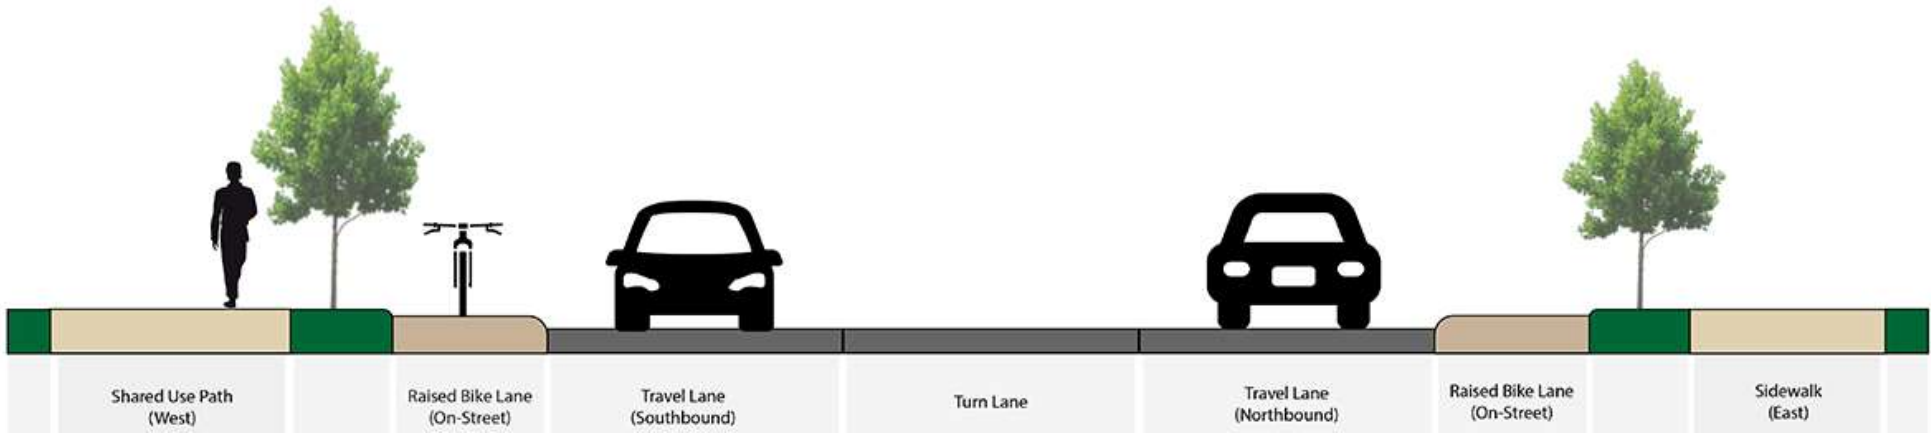 Shared Use Path
(West)
Raised Bike Lane
(On-Street)
Travel Lane
(Southbound)
Turn Lane
Travel Lane
(Northbound)
Raised Bike Lane
(On-Street)
Sidewalk
(East)